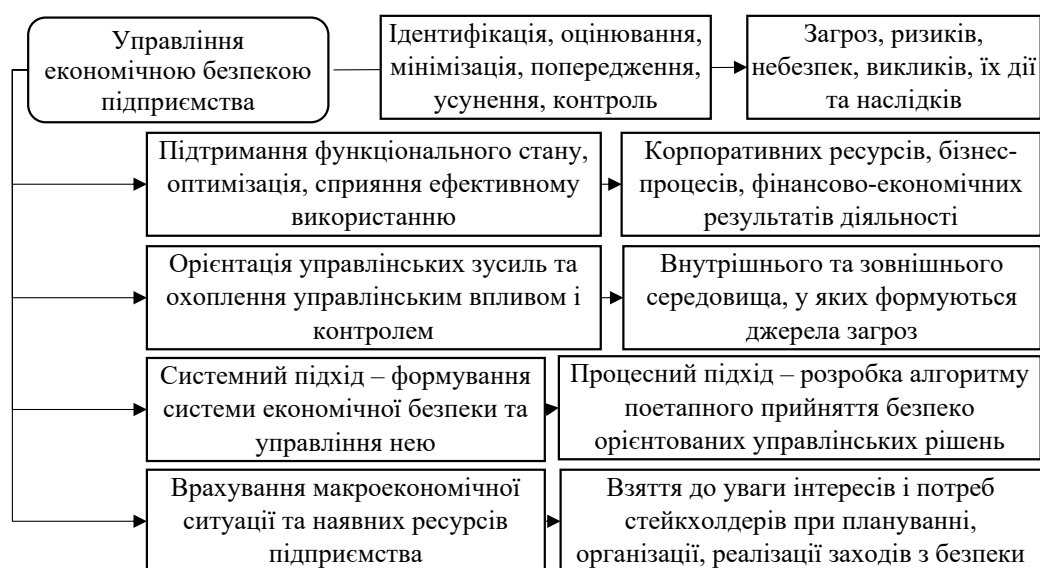 Управління
економічною безпекою
підприємства
Ідентифікація, оцінювання,
мінімізація, попередження,
усунення, контроль
Загроз, ризиків,
небезпек, викликів, їх дії
та наслідків
Підтримання функціонального стану,
оптимізація, сприяння ефективному
використанню
Корпоративних ресурсів, бізнес-
процесів, фінансово-економічних
результатів діяльності
Орієнтація управлінських зусиль та
охоплення управлінським впливом і
контролем
Внутрішнього та зовнішнього
середовища, у яких формуються
джерела загроз
Системний підхід – формування
системи економічної безпеки та
управління нею
Процесний підхід – розробка алгоритму
поетапного прийняття безпеко
орієнтованих управлінських рішень
Врахування макроекономічної
ситуації та наявних ресурсів
підприємства
Взяття до уваги інтересів і потреб
стейкхолдерів при плануванні,
організації, реалізації заходів з безпеки